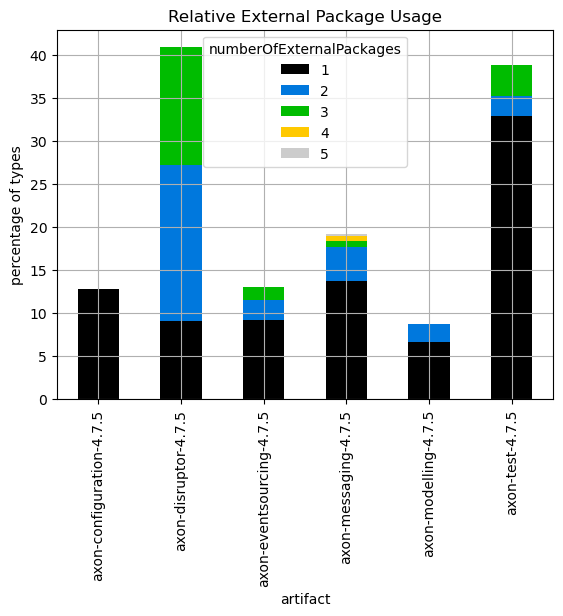 Relative External Package Usage
numberOfExternalPackages
1
2
3
4
5
percentage of types
40
35
30
25
20
15
10
5
0
axon-configuration-4.7.5
axon-disruptor-4.7.5
axon-eventsourcing-4.7.5
axon-messaging-4.7.5
axon-modelling-4.7.5
axon-test-4.7.5
artifact